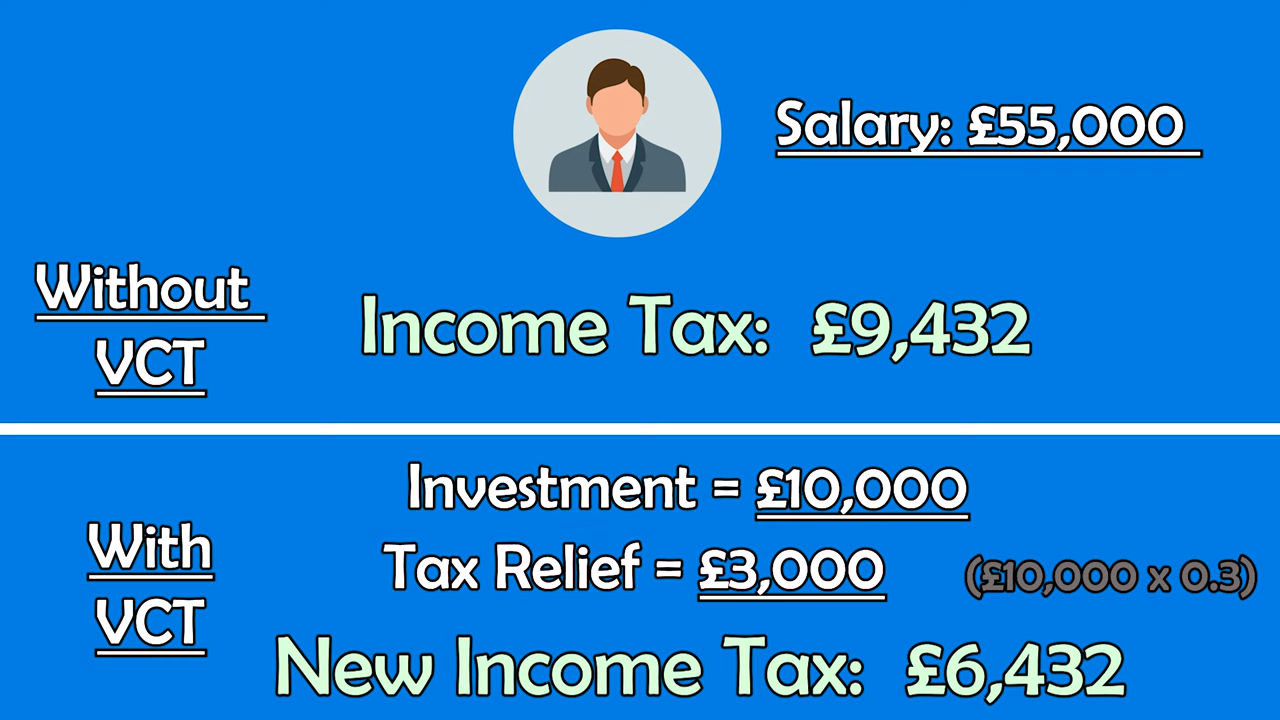 Salary: £55,000
Without
VCT
Income Tax: £9,432
Investment = £10,000
With
VCT
Tax Relief = £3,000 (£10,000 x 0.3)
New Income Tax: £6,432